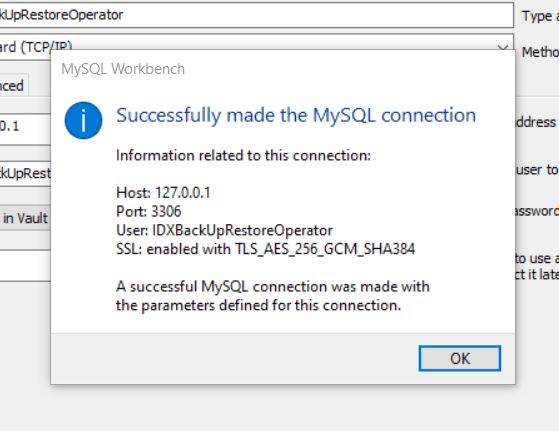 kUpRestoreOperator
Type a
ard (TCP/IP)
Metho
MySQL Workbench
nced
Successfully made the MySQL connection
0.1
address
Information related to this connection:
kUpRest
user to
Host: 127.0.0.1
Port: 3306
in Vault
assword
User: IDXBackUpRestoreOperator
SSL: enabled with TLS_AES_256_GCM_SHA384
to use a
ct it late
A successful MySQL connection was made with
the parameters defined for this connection.
OK